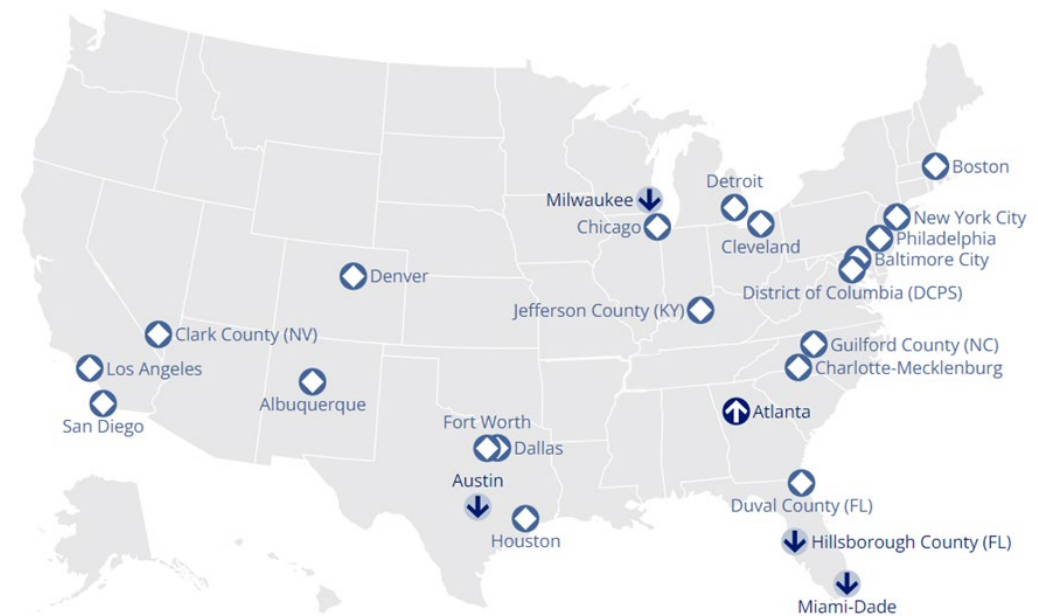 Boston
Detroit
Milwaukee
New York City
Chicago
Philadelphia
Cleveland
Baltimore City
Denver
District of Columbia (DCPS)
Jefferson County (KY)
Clark County (NV)
Guilford County (NC)
Los Angeles
Charlotte-Mecklenburg
Albuquerque
Atlanta
San Diego
Fort Worth
Dallas
Austin
Duval County (FL)
Houston
Hillsborough County (FL)
Miami-Dade